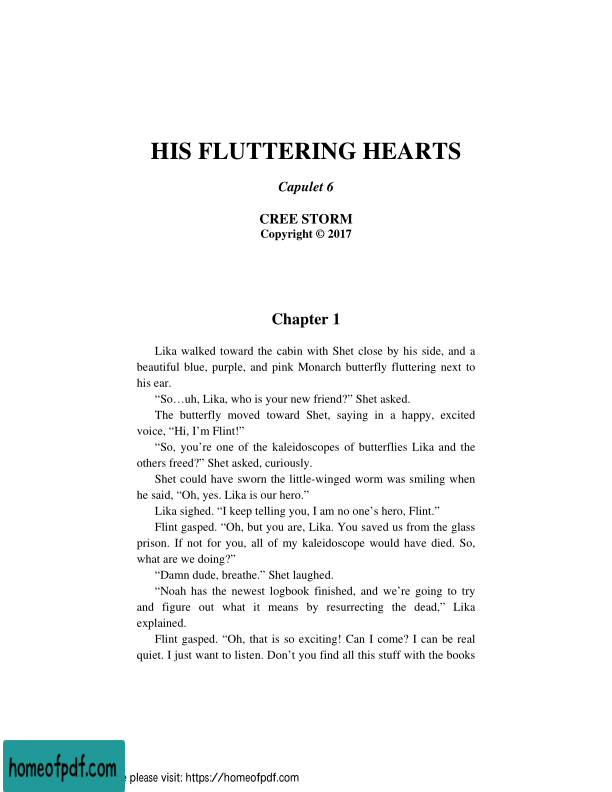 HIS FLUTTERING HEARTS
Capulet 6
CREE STORM
Copyright © 2017
Chapter 1
Lika walked toward the cabin with Shet close by his side, and a
beautiful blue, purple, and pink Monarch butterfly fluttering next to
his ear.
“So…uh, Lika, who is your new friend?” Shet asked.
The butterfly moved toward Shet, saying in a happy, excited
voice, “Hi, I’m Flint!”
“So, you’re one of the kaleidoscopes of butterflies Lika and the
others freed?” Shet asked, curiously.
Shet could have sworn the little-winged worm was smiling when
he said, “Oh, yes. Lika is our hero.”
Lika sighed. “I keep telling you, I am no one’s hero, Flint.”
Flint gasped. “Oh, but you are, Lika. You saved us from the glass
prison. If not for you, all of my kaleidoscope would have died. So,
what are we doing?”
“Damn dude, breathe.” Shet laughed.
“Noah has the newest logbook finished, and we’re going to try
and figure out what it means by resurrecting the dead,” Lika
explained.
Flint gasped. “Oh, that is so exciting! Can I come? I can be real
quiet. I just want to listen. Don’t you find all this stuff with the books
homeofpdf.com
please visit: https://homeofpdf.com